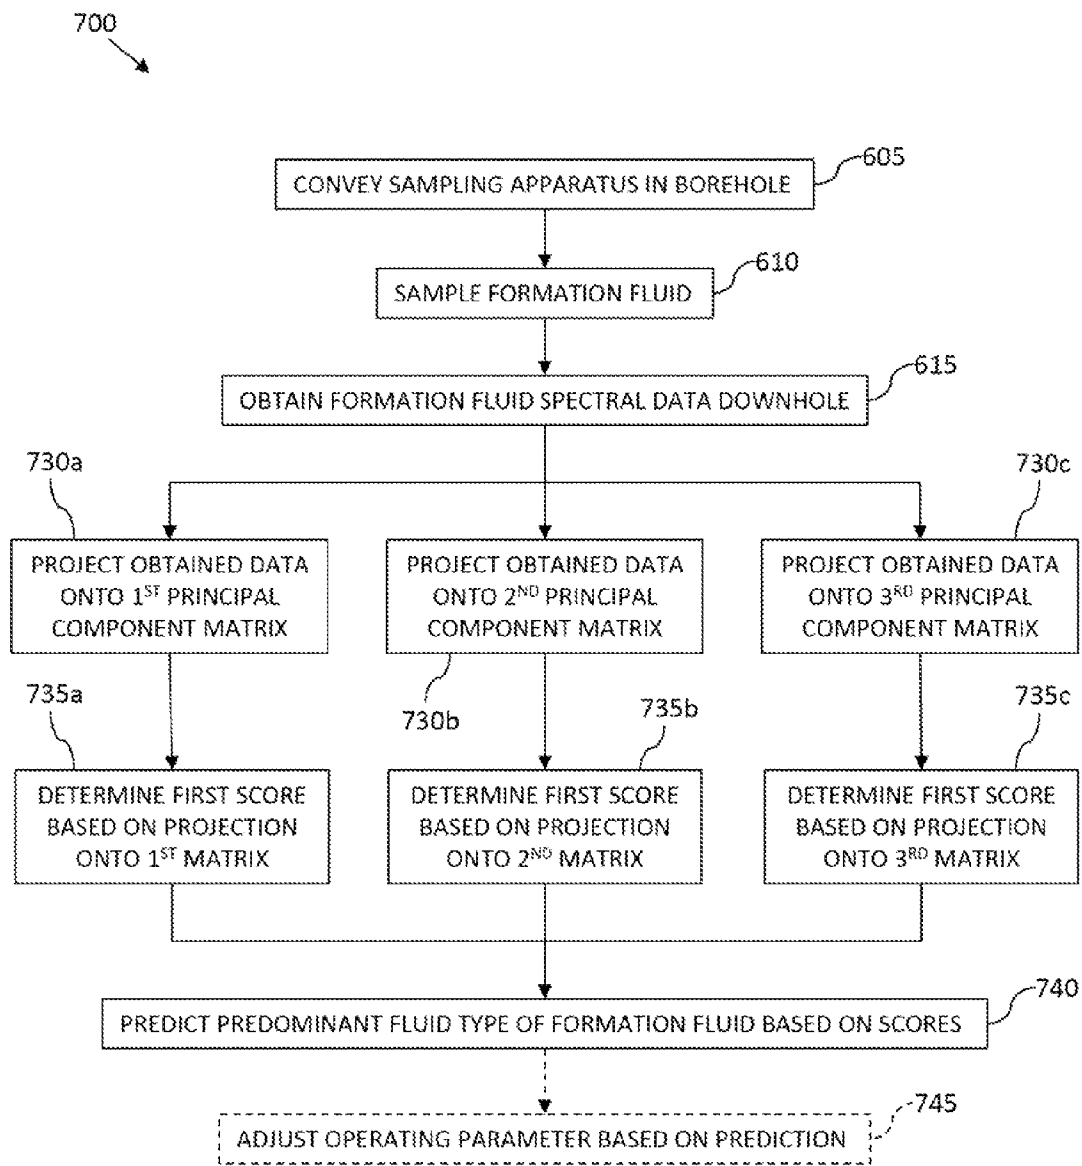 700
605
CONVEY SAMPLING APPARATUS IN BOREHOLE
610
SAMPLE FORMATION FLUID
615
OBTAIN FORMATION FLUID SPECTRAL DATA DOWNHOLE
730a
PROJECT OBTAINED DATA
ONTO 1ST PRINCIPAL
COMPONENT MATRIX
PROJECT OBTAINED DATA
ONTO 2ND PRINCIPAL
COMPONENT MATRIX
730b
730c
PROJECT OBTAINED DATA
ONTO 3RD PRINCIPAL
COMPONENT MATRIX
735a
DETERMINE FIRST SCORE
BASED ON PROJECTION
ONTO 1ST MATRIX
735b
DETERMINE FIRST SCORE
BASED ON PROJECTION
ONTO 2ND MATRIX
735c
DETERMINE FIRST SCORE
BASED ON PROJECTION
ONTO 3RD MATRIX
740
PREDICT PREDOMINANT FLUID TYPE OF FORMATION FLUID BASED ON SCORES
745
ADJUST OPERATING PARAMETER BASED ON PREDICTION